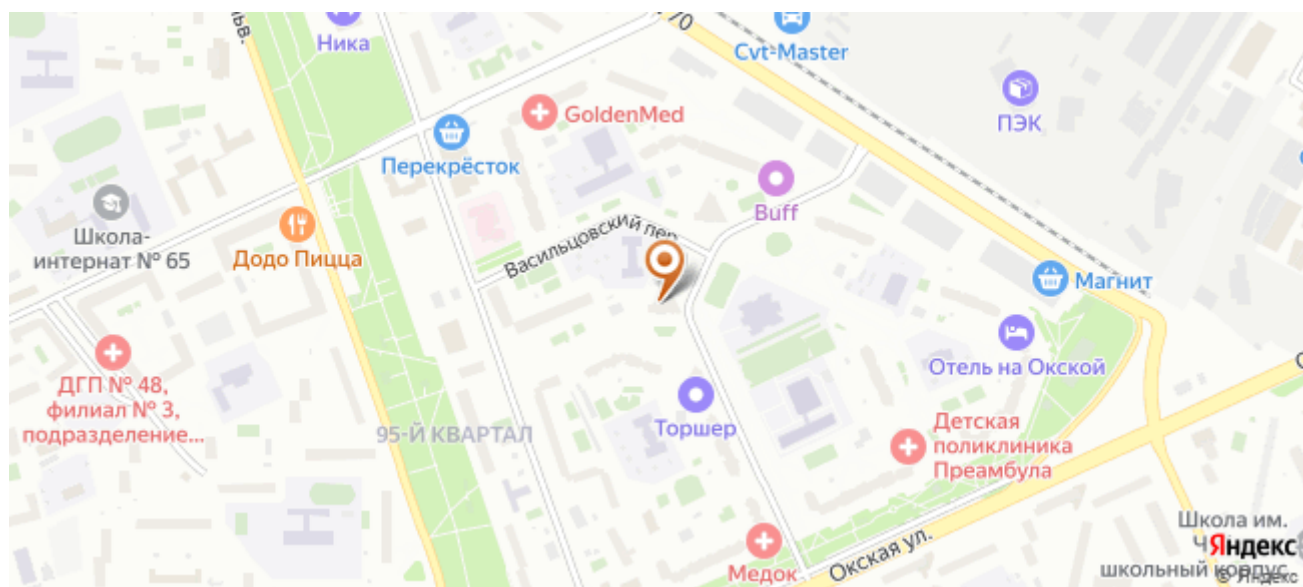 ьв.
70
Ника
Cvt-Master
GoldenMed
ПЭК
Перекрёсток
Buff
Школа-
интернат № 65
Додо Пицца
Васильцовский пер.
Магнит
Отель на Окской
ДГП № 48,
филиал № 3,
подразделение...
95-Й КВАРТАЛ
Торшер
Детская
поликлиника
Преамбула
Медок
Окская ул.
Школа им.
Ч
Яндекс
школьный корпус
© Яндекс